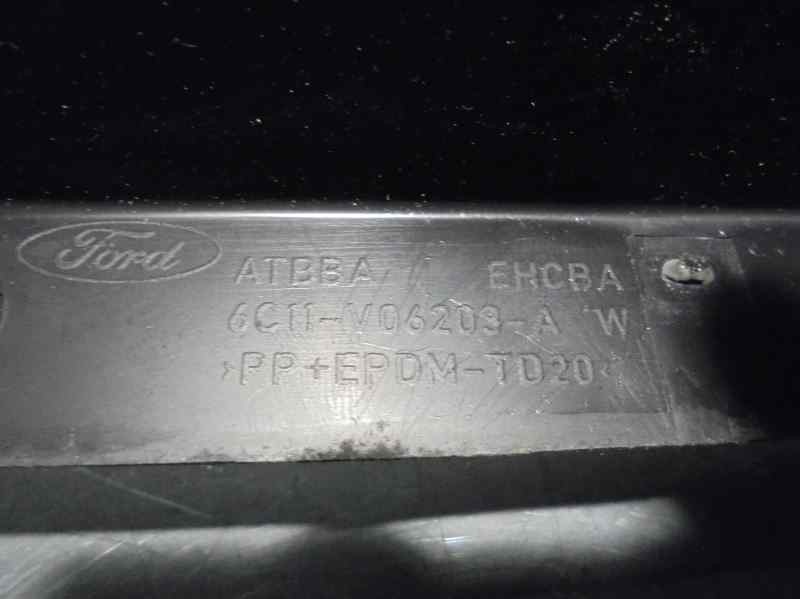 Ford
ATBBA / EHCBA
6C11-V06203-A W
>PP+EPDM-TD20<